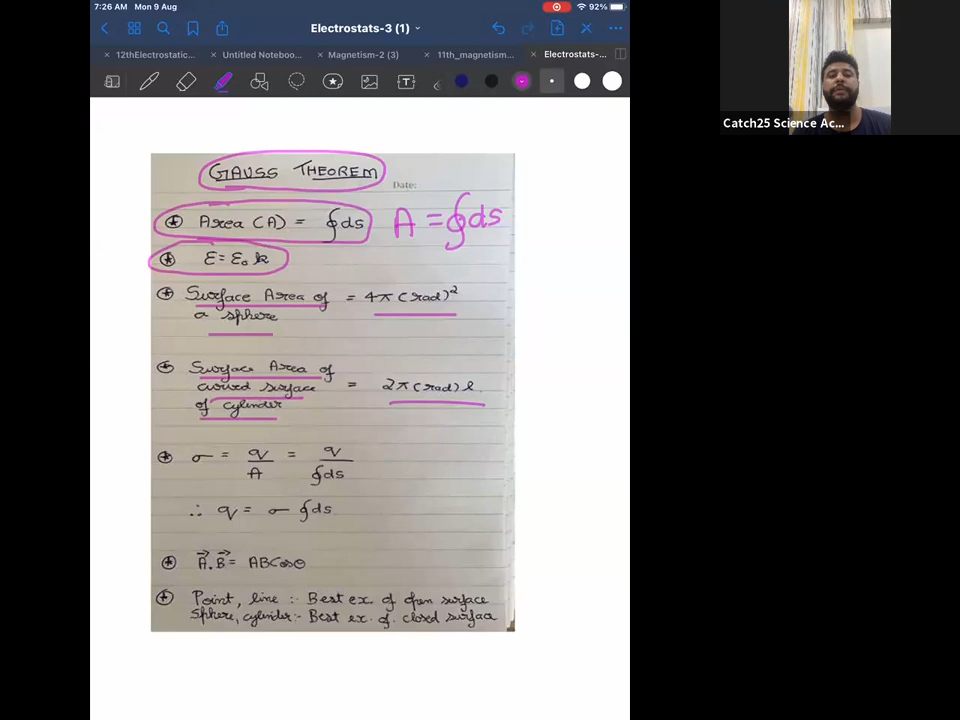 7:26 AM Mon 9 Aug
92%
Electrostats-3 (1)
12thElectrostatic...
Untitled Noteboo...
Magnetism-2 (3)
11th_magnetism...
Electrostats-...
Catch25 Science Ac...
GAUSS THEOREM
Date:
Area (A) = ∮ds
A = ∮ds
ε = ε₀ k
Surface Area of = 4π (rad)²
a sphere
Surface Area of
curved surface = 2π (rad) l.
of cylinder
σ = q/A = q/∮ds
∴ q = σ ∮ds
A⃗.B⃗ = ABCosθ
Point, line :- Best ex. of open surface
Sphere, cylinder:- Best ex. of closed surface